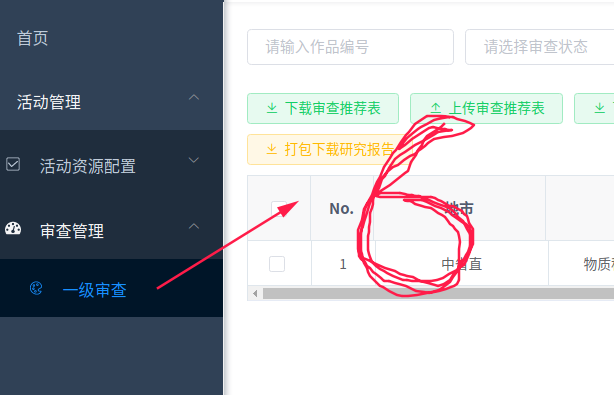 首页
请输入作品编号
请选择审查状态
活动管理
下载审查推荐表
上传审查推荐表
打包下载研究报告
活动资源配置
No.
地市
审查管理
1
中省直
一级审查